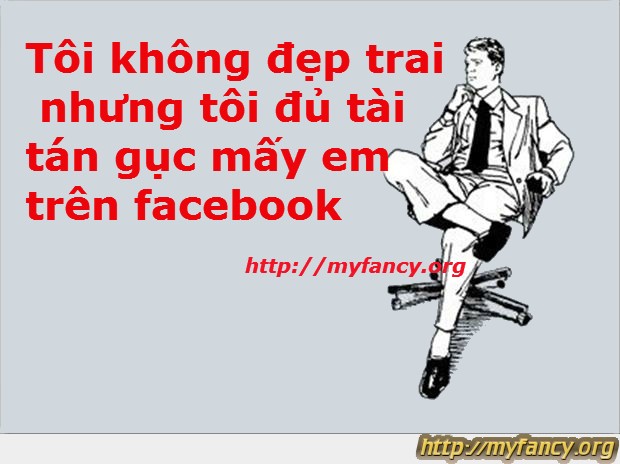 Tôi không đẹp trai
nhưng tôi đủ tài
tán gục mấy em
trên facebook
http://myfancy.org
http://myfancy.org